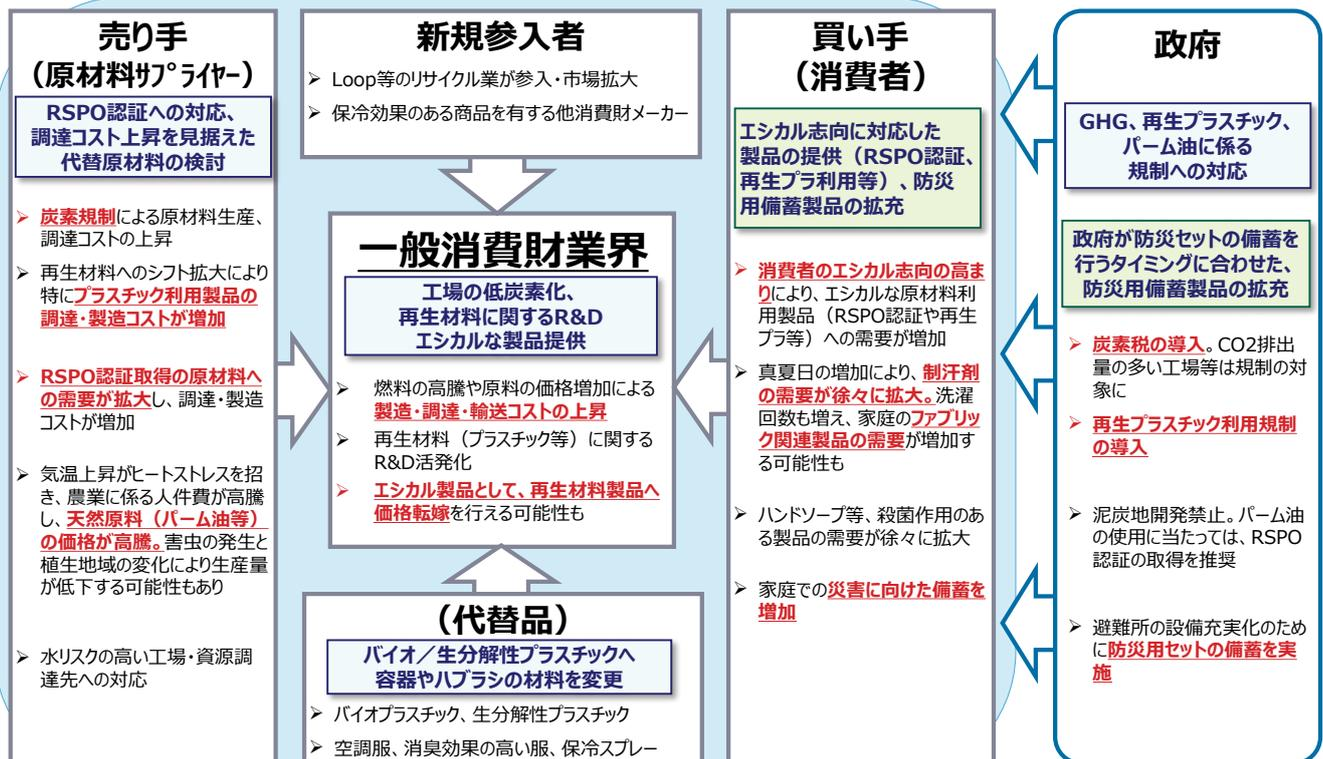 売り手
（原材料ｻﾌﾟﾗｲﾔｰ）
RSPO認証への対応、
調達コスト上昇を見据えた
代替原材料の検討
➢ 炭素規制による原材料生産、
調達コストの上昇
➢ 再生材料へのシフト拡大により
特にプラスチック利用製品の
調達・製造コストが増加
➢ RSPO認証取得の原材料へ
の需要が拡大し、調達・製造
コストが増加
➢ 気温上昇がヒートストレスを招
き、農業に係る人件費が高騰
し、天然原料（パーム油等）
の価格が高騰。害虫の発生と
植生地域の変化により生産量
が低下する可能性もあり
➢ 水リスクの高い工場・資源調
達先への対応
新規参入者
➢ Loop等のリサイクル業が参入・市場拡大
➢ 保冷効果のある商品を有する他消費財メーカー
一般消費財業界
工場の低炭素化、
再生材料に関するR&D
エシカルな製品提供
➢ 燃料の高騰や原料の価格増加による
製造・調達・輸送コストの上昇
➢ 再生材料（プラスチック等）に関する
R&D活発化
➢ エシカル製品として、再生材料製品へ
価格転嫁を行える可能性も
（代替品）
バイオ／生分解性プラスチックへ
容器やハブラシの材料を変更
➢ バイオプラスチック、生分解性プラスチック
➢ 空調服、消臭効果の高い服、保冷スプレー
買い手
（消費者）
エシカル志向に対応した
製品の提供（RSPO認証、
再生プラ利用等）、防災
用備蓄製品の拡充
➢ 消費者のエシカル志向の高ま
りにより、エシカルな原材料利
用製品（RSPO認証や再生
プラ等）への需要が増加
➢ 真夏日の増加により、制汗剤
の需要が徐々に拡大。洗濯
回数も増え、家庭のファブリッ
ク関連製品の需要が増加す
る可能性も
➢ ハンドソープ等、殺菌作用のあ
る製品の需要が徐々に拡大
➢ 家庭での災害に向けた備蓄を
増加
政府
GHG、再生プラスチック、
パーム油に係る
規制への対応
政府が防災セットの備蓄を
行うタイミングに合わせた、
防災用備蓄製品の拡充
➢ 炭素税の導入。CO2排出
量の多い工場等は規制の対
象に
➢ 再生プラスチック利用規制
の導入
➢ 泥炭地開発禁止。パーム油
の使用に当たっては、RSPO
認証の取得を推奨
➢ 避難所の設備充実化のため
に防災用セットの備蓄を実
施